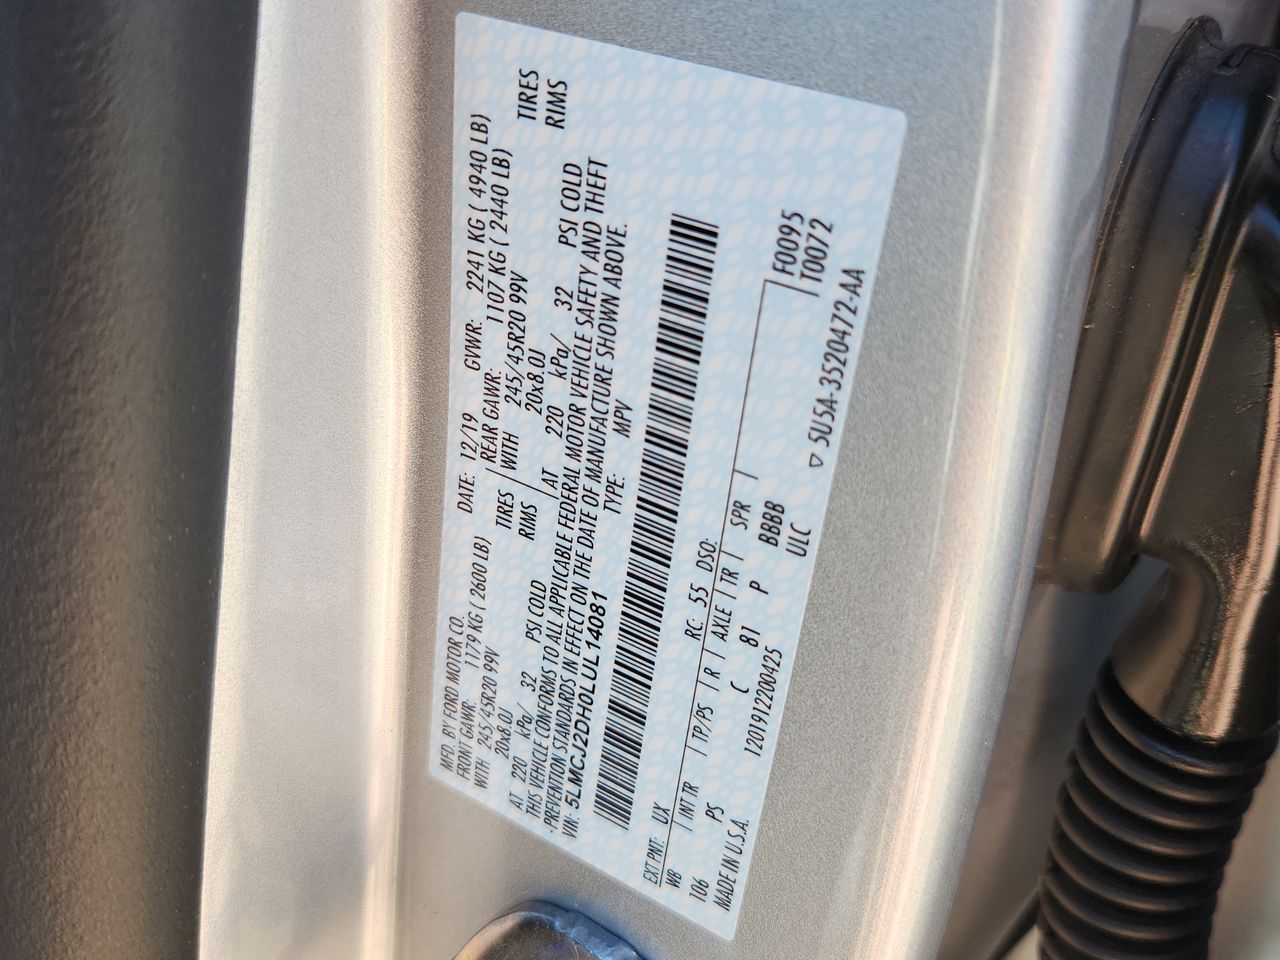 MFD. BY FORD MOTOR CO. DATE: 12/19 GVWR: 2241 KG ( 4940 LB)
FRONT GAWR: 1179 KG ( 2600 LB) REAR GAWR: 1107 KG ( 2440 LB)
WITH 245/45R20 99V TIRES WITH 245/45R20 99V TIRES
20x8.0J RIMS 20x8.0J RIMS
AT 220 kPa/ 32 PSI COLD AT 220 kPa/ 32 PSI COLD
THIS VEHICLE CONFORMS TO ALL APPLICABLE FEDERAL MOTOR VEHICLE SAFETY AND THEFT
PREVENTION STANDARDS IN EFFECT ON THE DATE OF MANUFACTURE SHOWN ABOVE.
VIN: 5LMCJ2DH0LUL14081 TYPE: MPV
EXT PNT: UX RC: 55 DSO:
WB INT TR TP/PS R AXLE TR SPR F0095
106 PS C 81 P BBBB T0072
MADE IN U.S.A. 1201912200425 ULC
▽ 5U5A-3520472-AA